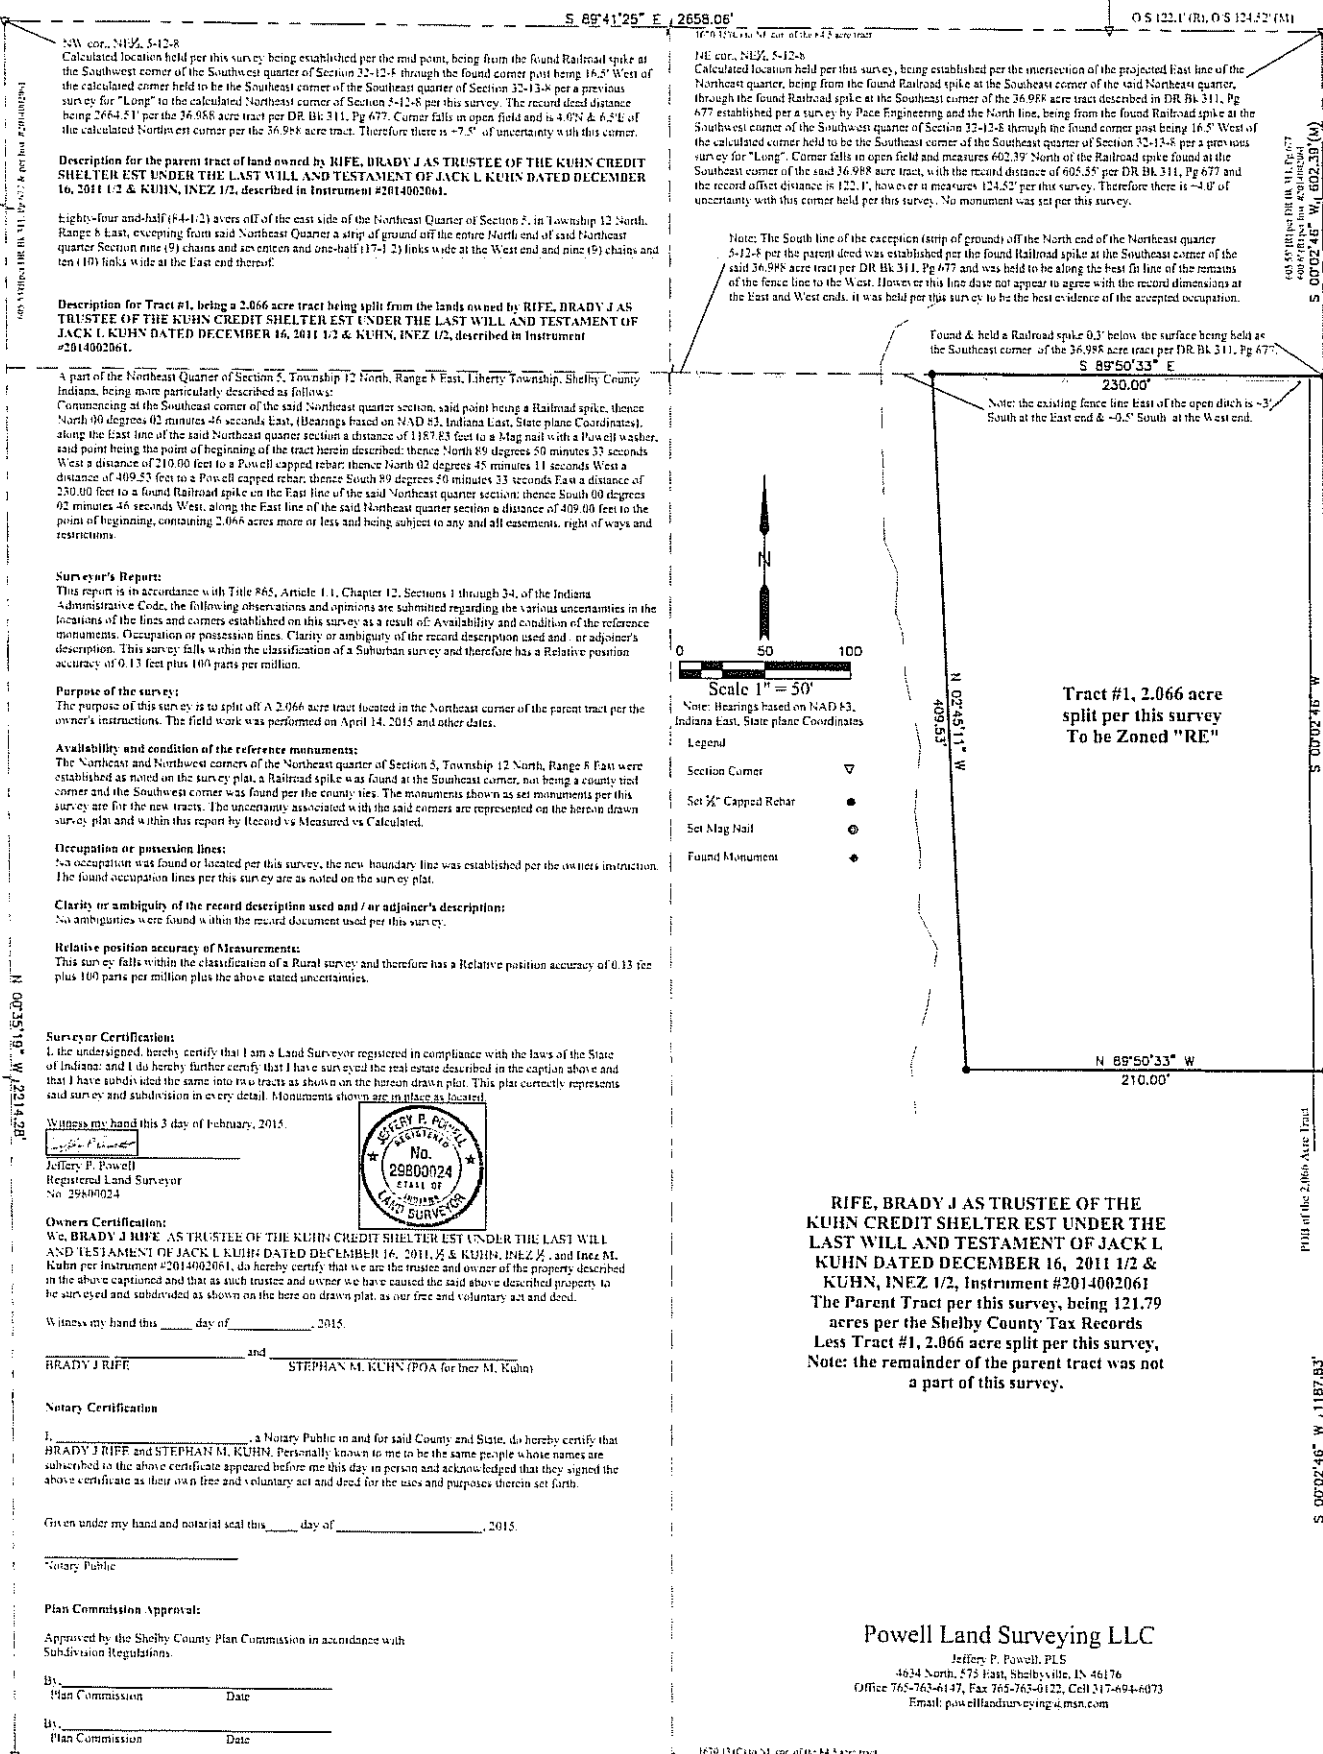 S 89°41'25" E , 2658.06'
O S 122.1' (R), O S 124.52' (M)
NW cor., NE¼, 5-12-8
Calculated location held per this survey being established per the mid point, being from the found Railroad spike at
the Southwest corner of the Southwest quarter of Section 32-12-8 through the found corner post being 16.5' West of
the calculated corner held to be the Southeast corner of the Southeast quarter of Section 32-13-8 per a previous
survey for "Long" to the calculated Northeast corner of Section 5-12-8 per this survey. The record deed distance
being 2664.51' per the 36.988 acre tract per DR Bk 311, Pg 677. Corner falls in open field and is 4.0'N & 6.5'E of
the calculated Northwest corner per the 36.988 acre tract. Therefore there is ~7.5' of uncertainty with this corner.
Description for the parent tract of land owned by RIFE, BRADY J AS TRUSTEE OF THE KUHN CREDIT
SHELTER EST UNDER THE LAST WILL AND TESTAMENT OF JACK L KUHN DATED DECEMBER
16, 2011 1/2 & KUHN, INEZ 1/2, described in Instrument #2014002061.
Eighty-four and-half (84-1/2) avers off of the east side of the Northeast Quarter of Section 5, in Township 12 North,
Range 8 East, excepting from said Northeast Quarter a strip of ground off the entire North end of said Northeast
quarter Section nine (9) chains and seventeen and one-half (17-1 2) links wide at the West end and nine (9) chains and
ten (10) links wide at the East end thereof.
Description for Tract #1, being a 2.066 acre tract being split from the lands owned by RIFE, BRADY J AS
TRUSTEE OF THE KUHN CREDIT SHELTER EST UNDER THE LAST WILL AND TESTAMENT OF
JACK L KUHN DATED DECEMBER 16, 2011 1/2 & KUHN, INEZ 1/2, described in Instrument
#2014002061.
A part of the Northeast Quarter of Section 5, Township 12 North, Range 8 East, Liberty Township, Shelby County
Indiana, being more particularly described as follows:
Commencing at the Southeast corner of the said Northeast quarter section, said point being a Railroad spike, thence
North 00 degrees 02 minutes 46 seconds East, (Bearings based on NAD 83, Indiana East, State plane Coordinates),
along the East line of the said Northeast quarter section a distance of 1187.83 feet to a Mag nail with a Powell washer,
said point being the point of beginning of the tract herein described: thence North 89 degrees 50 minutes 33 seconds
West a distance of 210.00 feet to a Powell capped rebar; thence North 02 degrees 45 minutes 11 seconds West a
distance of 409.53 feet to a Powell capped rebar; thence South 89 degrees 50 minutes 33 seconds East a distance of
230.00 feet to a found Railroad spike on the East line of the said Northeast quarter section; thence South 00 degrees
02 minutes 46 seconds West, along the East line of the said Northeast quarter section a distance of 409.00 feet to the
point of beginning, containing 2.066 acres more or less and being subject to any and all easements, right of ways and
restrictions.
Surveyor's Report:
This report is in accordance with Title 865, Article 1.1, Chapter 12, Sections 1 through 34, of the Indiana
Administrative Code, the following observations and opinions are submitted regarding the various uncertainties in the
locations of the lines and corners established on this survey as a result of: Availability and condition of the reference
monuments. Occupation or possession lines. Clarity or ambiguity of the record description used and / or adjoiner's
description. This survey falls within the classification of a Suburban survey and therefore has a Relative position
accuracy of 0.13 feet plus 100 parts per million.
Purpose of the survey:
The purpose of this survey is to split off A 2.066 acre tract located in the Northeast corner of the parent tract per the
owner's instructions. The field work was performed on April 14, 2015 and other dates.
Availability and condition of the reference monuments:
The Northeast and Northwest corners of the Northeast quarter of Section 5, Township 12 North, Range 8 East were
established as noted on the survey plat, a Railroad spike was found at the Southeast corner, not being a county tied
corner and the Southwest corner was found per the county ties. The monuments shown as set monuments per this
survey are for the new tracts. The uncertainty associated with the said corners are represented on the hereon drawn
survey plat and within this report by Record vs Measured vs Calculated.
Occupation or possession lines:
No occupation was found or located per this survey, the new boundary line was established per the owners instruction.
The found occupation lines per this survey are as noted on the survey plat.
Clarity or ambiguity of the record description used and / or adjoiner's description:
No ambiguities were found within the record document used per this survey.
Relative position accuracy of Measurements:
This survey falls within the classification of a Rural survey and therefore has a Relative position accuracy of 0.13 fee
plus 100 parts per million plus the above stated uncertainties.
N 00°35'19" W , 2214.28'
Surveyor Certification:
I, the undersigned, hereby certify that I am a Land Surveyor registered in compliance with the laws of the State
of Indiana: and I do hereby further certify that I have surveyed the real estate described in the caption above and
that I have subdivided the same into two tracts as shown on the hereon drawn plot. This plat correctly represents
said survey and subdivision in every detail. Monuments shown are in place as located.
Witness my hand this 3 day of February, 2015.
Jeffery P. Powell
Registered Land Surveyor
No. 29800024
JEFFERY P. POWELL
REGISTERED
No.
29800024
STATE OF
INDIANA
LAND SURVEYOR
Owners Certification:
We, BRADY J RIFE AS TRUSTEE OF THE KUHN CREDIT SHELTER EST UNDER THE LAST WILL
AND TESTAMENT OF JACK L KUHN DATED DECEMBER 16, 2011, ½ & KUHN, INEZ ½ , and Inez M.
Kuhn per Instrument #2014002061, do hereby certify that we are the trustee and owner of the property described
in the above captioned and that as such trustee and owner we have caused the said above described property to
be surveyed and subdivided as shown on the here on drawn plat, as our free and voluntary act and deed.
Witness my hand this _____ day of __________, 2015.
__________ and __________
BRADY J RIFE STEPHAN M. KUHN (POA for Inez M. Kuhn)
Notary Certification
I, __________, a Notary Public in and for said County and State, do hereby certify that
BRADY J RIFE and STEPHAN M. KUHN, Personally known to me to be the same people whose names are
subscribed to the above certificate appeared before me this day in person and acknowledged that they signed the
above certificate as their own free and voluntary act and deed for the uses and purposes therein set forth.
Given under my hand and notarial seal this _____ day of __________, 2015.
Notary Public
Plan Commission Approval:
Approved by the Shelby County Plan Commission in accordance with
Subdivision Regulations.
By,
Plan Commission Date
By,
Plan Commission Date
NE cor., NE¼, 5-12-8
Calculated location held per this survey, being established per the intersection of the projected East line of the
Northeast quarter, being from the found Railroad spike at the Southeast corner of the said Northeast quarter,
through the found Railroad spike at the Southeast corner of the 36.988 acre tract described in DR Bk 311, Pg
677 established per a survey by Pace Engineering and the North line, being from the found Railroad spike at the
Southwest corner of the Southwest quarter of Section 32-12-8 through the found corner post being 16.5' West of
the calculated corner held to be the Southeast corner of the Southeast quarter of Section 32-13-8 per a previous
survey for "Long". Corner falls in open field and measures 602.39' North of the Railroad spike found at the
Southeast corner of the said 36.988 acre tract, with the record distance of 605.55' per DR Bk 311, Pg 677 and
the record offset distance is 122.1', however it measures 124.52' per this survey. Therefore there is ~4.0' of
uncertainty with this corner held per this survey. No monument was set per this survey.
Note: The South line of the exception (strip of ground) off the North end of the Northeast quarter
5-12-8 per the parent deed was established per the found Railroad spike at the Southeast corner of the
said 36.988 acre tract per DR Bk 311, Pg 677 and was held to be along the best fit line of the remains
of the fence line to the West. However this line dose not appear to agree with the record dimensions at
the East and West ends, it was held per this survey to be the best evidence of the accepted occupation.
S 00°02'46" W, 602.39'(M)
Found & held a Railroad spike 0.3' below the surface being held as
the Southeast corner of the 36.988 acre tract per DR Bk 311, Pg 677.
S 89°50'33" E
230.00'
Note: the existing fence line East of the open ditch is ~3'
South at the East end & ~0.5' South at the West end.
N
0 50 100
Scale 1" = 50'
Note: Bearings based on NAD 83,
Indiana East, State plane Coordinates
Legend
Section Corner
Set ⅝" Capped Rebar
Set Mag Nail
Found Monument
N 02°45'11" W
409.53'
Tract #1, 2.066 acre
split per this survey
To be Zoned "RE"
S 00°02'46" W
N 89°50'33" W
210.00'
POB of the 2.066 Acre Tract
RIFE, BRADY J AS TRUSTEE OF THE
KUHN CREDIT SHELTER EST UNDER THE
LAST WILL AND TESTAMENT OF JACK L
KUHN DATED DECEMBER 16, 2011 1/2 &
KUHN, INEZ 1/2, Instrument #2014002061
The Parent Tract per this survey, being 121.79
acres per the Shelby County Tax Records
Less Tract #1, 2.066 acre split per this survey,
Note: the remainder of the parent tract was not
a part of this survey.
S 00°02'46" W , 1187.83'
Powell Land Surveying LLC
Jeffery P. Powell, PLS
4634 North, 575 East, Shelbyville, IN 46176
Office 765-763-6147, Fax 765-763-0122, Cell 317-694-6073
Email: powelllandsurveying@msn.com